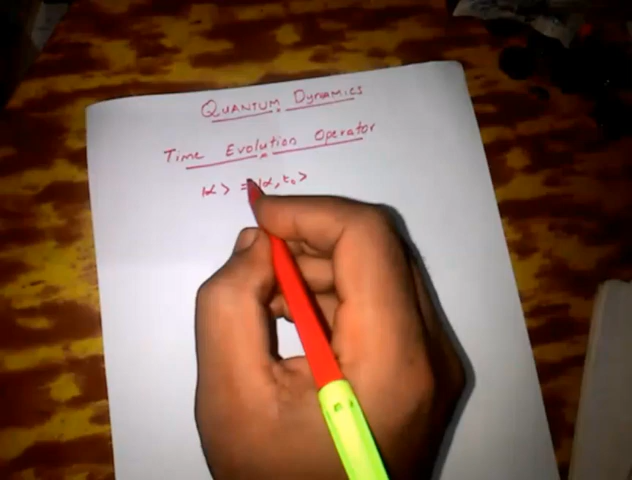 QUANTUM DYNAMICS
Time Evolution Operator
|α> = |α, t₀>